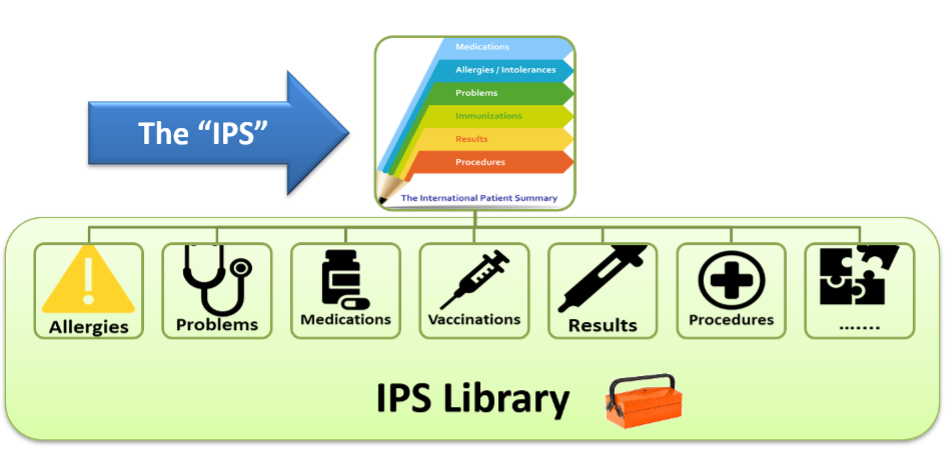 The “IPS”
Medications
Allergies / Intolerances
Problems
Immunizations
Results
Procedures
The International Patient Summary
Allergies
Problems
Medications
Vaccinations
Results
Procedures
.......
IPS Library